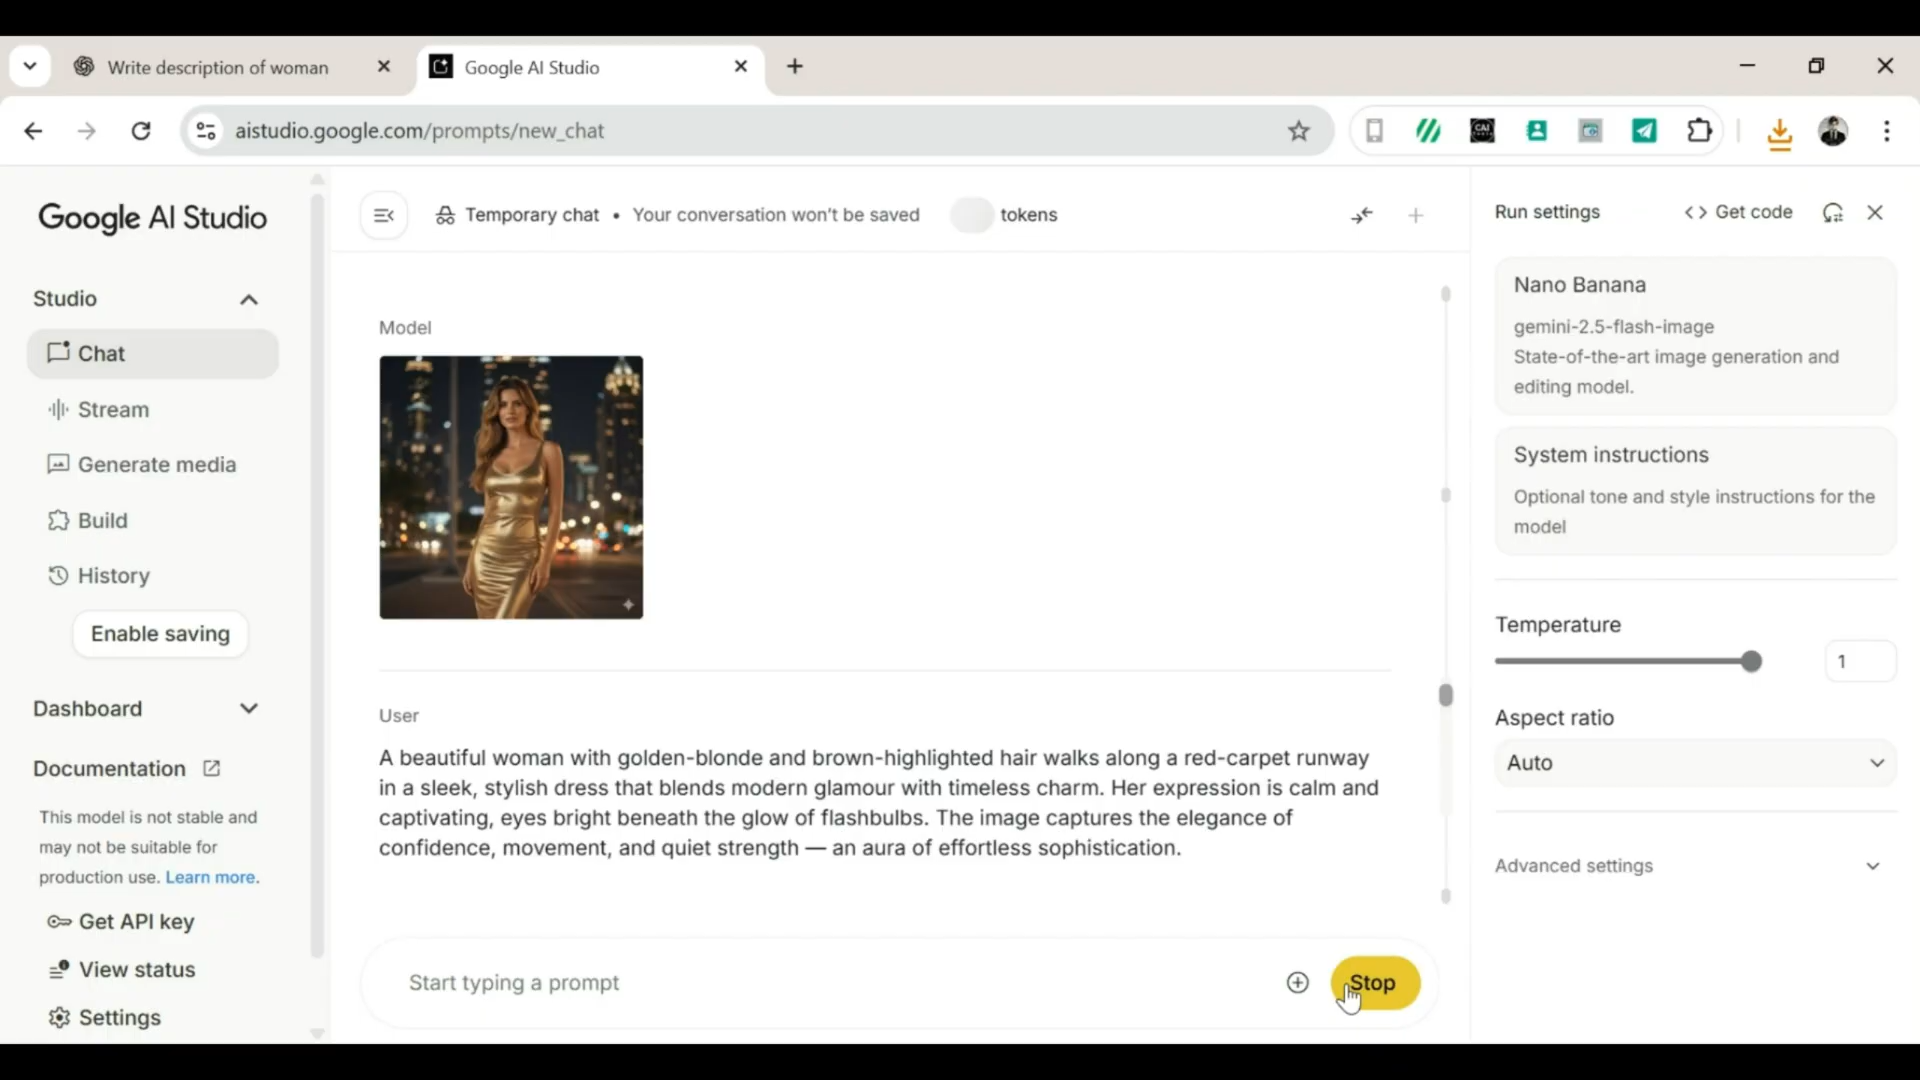 Write description of woman
Google AI Studio
aistudio.google.com/prompts/new_chat
CAI
Google AI Studio
Temporary chat • Your conversation won't be saved
tokens
Run settings
Get code
Studio
Chat
Stream
Generate media
Build
History
Enable saving
Dashboard
Documentation
This model is not stable and
may not be suitable for
production use. Learn more.
Get API key
View status
Settings
Model
User
A beautiful woman with golden-blonde and brown-highlighted hair walks along a red-carpet runway
in a sleek, stylish dress that blends modern glamour with timeless charm. Her expression is calm and
captivating, eyes bright beneath the glow of flashbulbs. The image captures the elegance of
confidence, movement, and quiet strength — an aura of effortless sophistication.
Start typing a prompt
Stop
Nano Banana
gemini-2.5-flash-image
State-of-the-art image generation and
editing model.
System instructions
Optional tone and style instructions for the
model
Temperature
1
Aspect ratio
Auto
Advanced settings